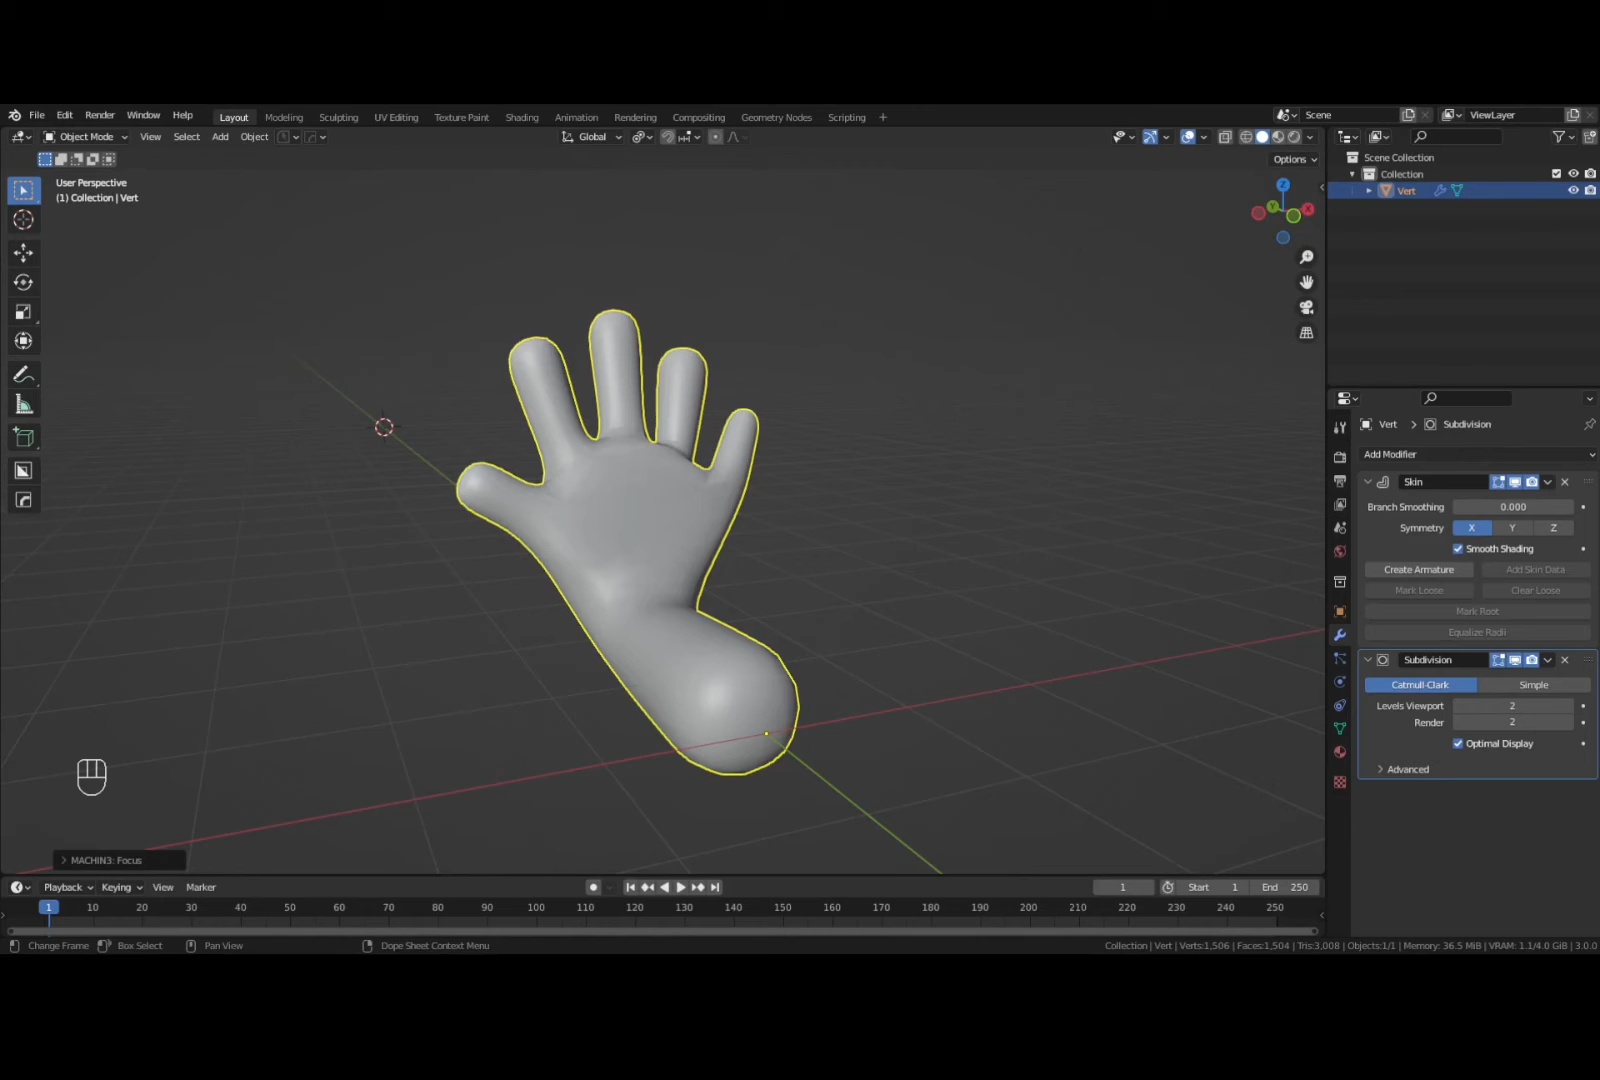 File Edit Render Window Help Layout Modeling Sculpting UV Editing Texture Paint Shading Animation Rendering Compositing Geometry Nodes Scripting + Scene ViewLayer
Object Mode View Select Add Object Global
Options
User Perspective
(1) Collection | Vert
Z
Y
X
Scene Collection
Collection
Vert
Vert > Subdivision
Add Modifier
Skin
Branch Smoothing 0.000
Symmetry X Y Z
Smooth Shading
Create Armature Add Skin Data
Mark Loose Clear Loose
Mark Root
Equalize Radii
Subdivision
Catmull-Clark Simple
Levels Viewport 2
Render 2
Optimal Display
> Advanced
> MACHIN3: Focus
Playback Keying View Marker 1 Start 1 End 250
1 10 20 30 40 50 60 70 80 90 100 110 120 130 140 150 160 170 180 190 200 210 220 230 240 250
Change Frame Box Select Pan View Dope Sheet Context Menu Collection | Vert | Verts:1,506 | Faces:1,504 | Tris:3,008 | Objects:1/1 | Memory: 36.5 MiB | VRAM: 1.1/4.0 GiB | 3.0.0